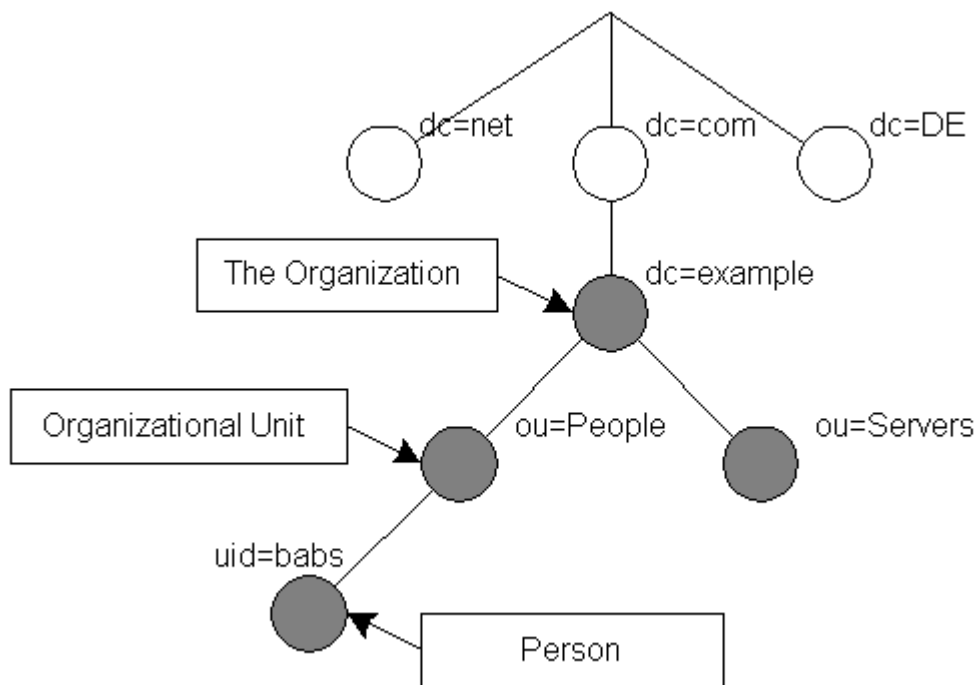 dc=net
dc=com
dc=DE
The Organization
dc=example
Organizational Unit
ou=People
ou=Servers
uid=babs
Person